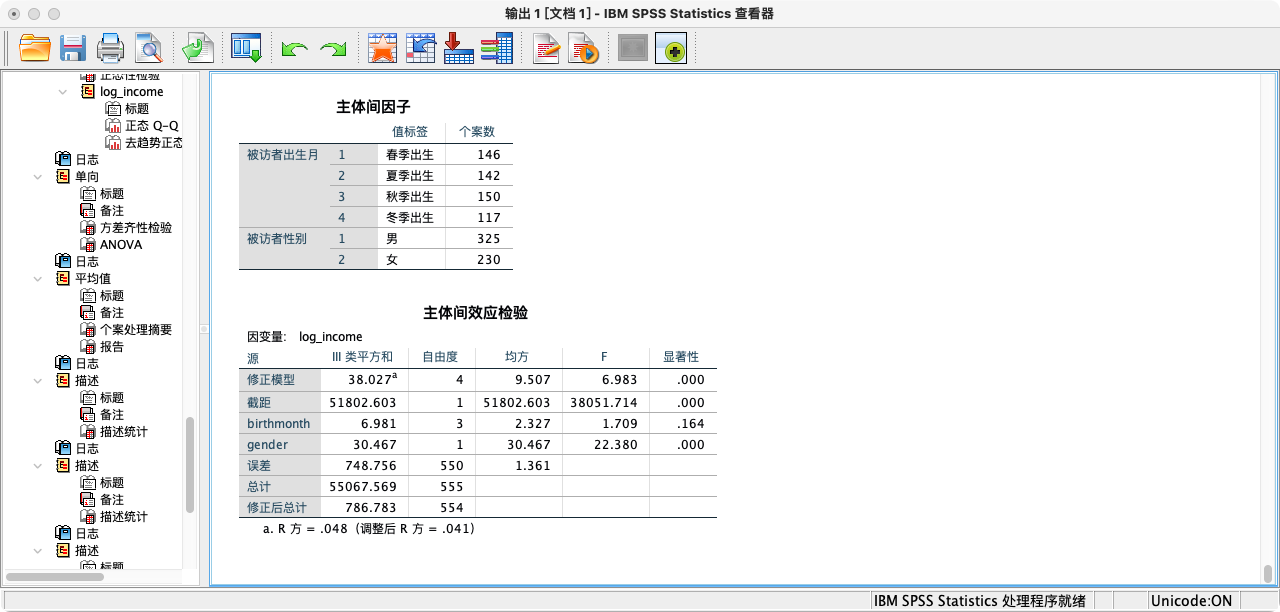 输出 1 [文档 1] - IBM SPSS Statistics 查看器
正态性检验
log_income
标题
正态 Q-Q
去趋势正态
日志
单向
标题
备注
方差齐性检验
ANOVA
日志
平均值
标题
备注
个案处理摘要
报告
日志
描述
标题
备注
描述统计
日志
描述
标题
备注
描述统计
日志
描述
标题
主体间因子
值标签 个案数
被访者出生月 1 春季出生 146
2 夏季出生 142
3 秋季出生 150
4 冬季出生 117
被访者性别 1 男 325
2 女 230
主体间效应检验
因变量: log_income
源 III 类平方和 自由度 均方 F 显著性
修正模型 38.027a 4 9.507 6.983 .000
截距 51802.603 1 51802.603 38051.714 .000
birthmonth 6.981 3 2.327 1.709 .164
gender 30.467 1 30.467 22.380 .000
误差 748.756 550 1.361
总计 55067.569 555
修正后总计 786.783 554
a. R 方 = .048（调整后 R 方 = .041）
IBM SPSS Statistics 处理程序就绪 Unicode:ON